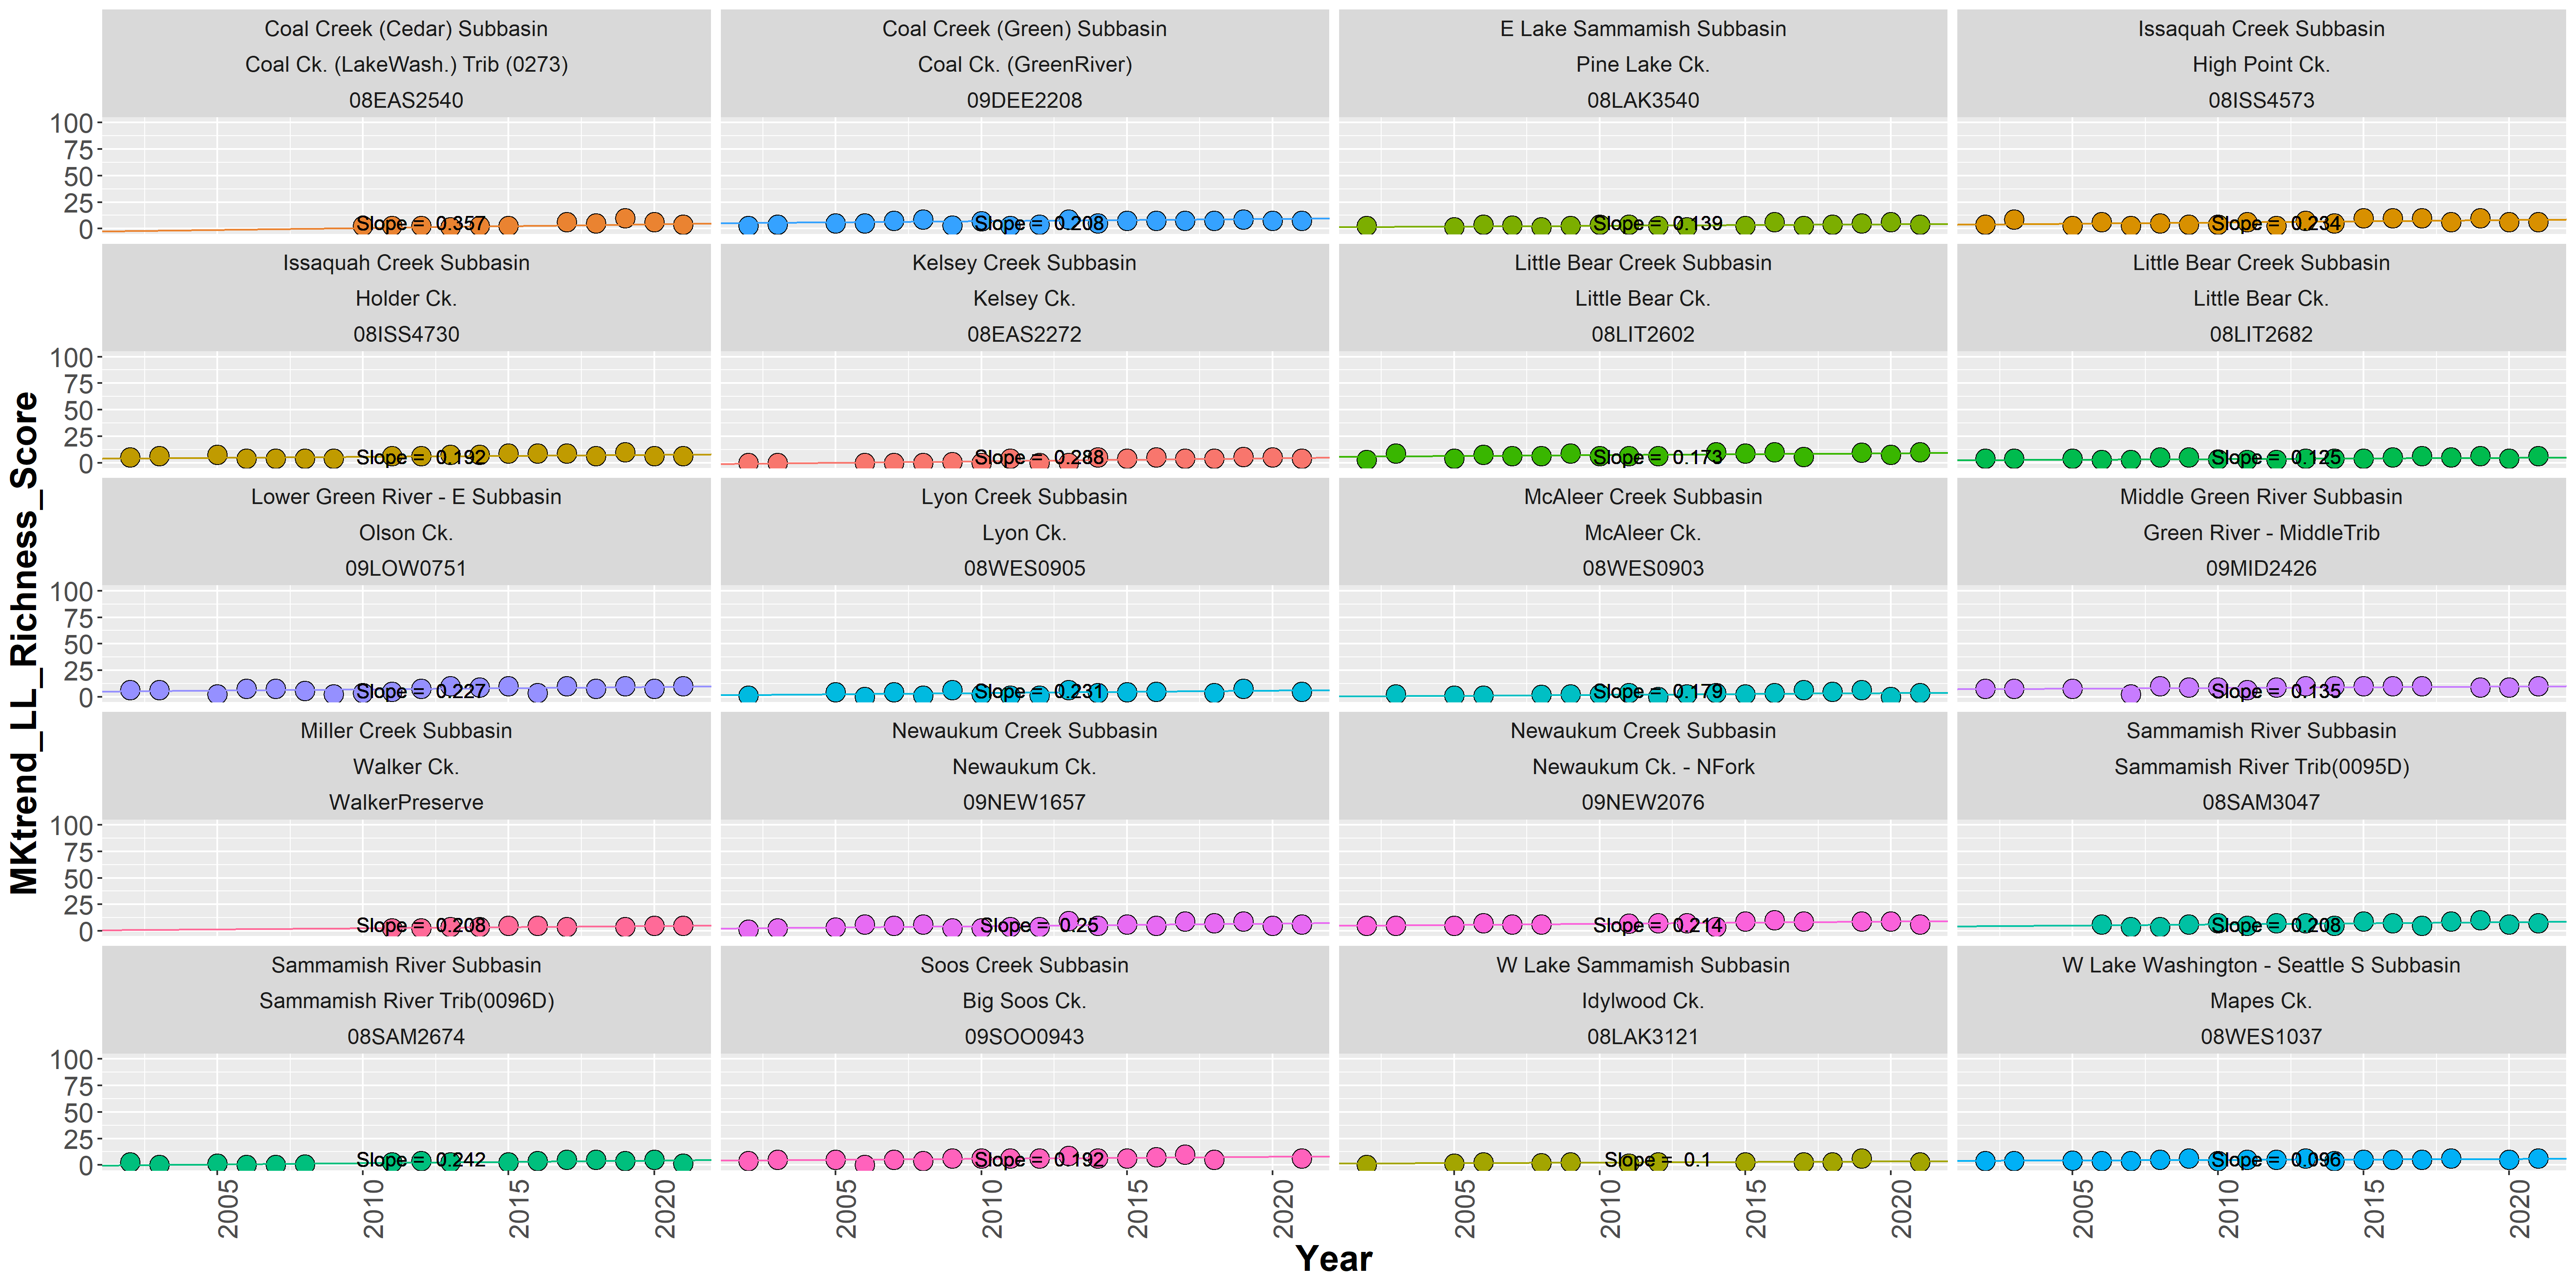 Coal Creek (Cedar) Subbasin
Coal Ck. (LakeWash.) Trib (0273)
08EAS2540
Coal Creek (Green) Subbasin
Coal Ck. (GreenRiver)
09DEE2208
E Lake Sammamish Subbasin
Pine Lake Ck.
08LAK3540
Issaquah Creek Subbasin
High Point Ck.
08ISS4573
100
75
50
25
0
Slope = 0.357
Slope = 0.208
Slope = 0.139
Slope = 0.234
Issaquah Creek Subbasin
Holder Ck.
08ISS4730
Kelsey Creek Subbasin
Kelsey Ck.
08EAS2272
Little Bear Creek Subbasin
Little Bear Ck.
08LIT2602
Little Bear Creek Subbasin
Little Bear Ck.
08LIT2682
100
75
50
25
0
Slope = 0.192
Slope = 0.288
Slope = 0.173
Slope = 0.125
MKtrend_LL_Richness_Score
Lower Green River - E Subbasin
Olson Ck.
09LOW0751
Lyon Creek Subbasin
Lyon Ck.
08WES0905
McAleer Creek Subbasin
McAleer Ck.
08WES0903
Middle Green River Subbasin
Green River - MiddleTrib
09MID2426
100
75
50
25
0
Slope = 0.227
Slope = 0.231
Slope = 0.179
Slope = 0.135
Miller Creek Subbasin
Walker Ck.
WalkerPreserve
Newaukum Creek Subbasin
Newaukum Ck.
09NEW1657
Newaukum Creek Subbasin
Newaukum Ck. - NFork
09NEW2076
Sammamish River Subbasin
Sammamish River Trib(0095D)
08SAM3047
100
75
50
25
0
Slope = 0.208
Slope = 0.25
Slope = 0.214
Slope = 0.208
Sammamish River Subbasin
Sammamish River Trib(0096D)
08SAM2674
Soos Creek Subbasin
Big Soos Ck.
09SOO0943
W Lake Sammamish Subbasin
Idylwood Ck.
08LAK3121
W Lake Washington - Seattle S Subbasin
Mapes Ck.
08WES1037
100
75
50
25
0
Slope = 0.242
Slope = 0.192
Slope = 0.1
Slope = 0.096
2005
2010
2015
2020
2005
2010
2015
2020
2005
2010
2015
2020
2005
2010
2015
2020
Year